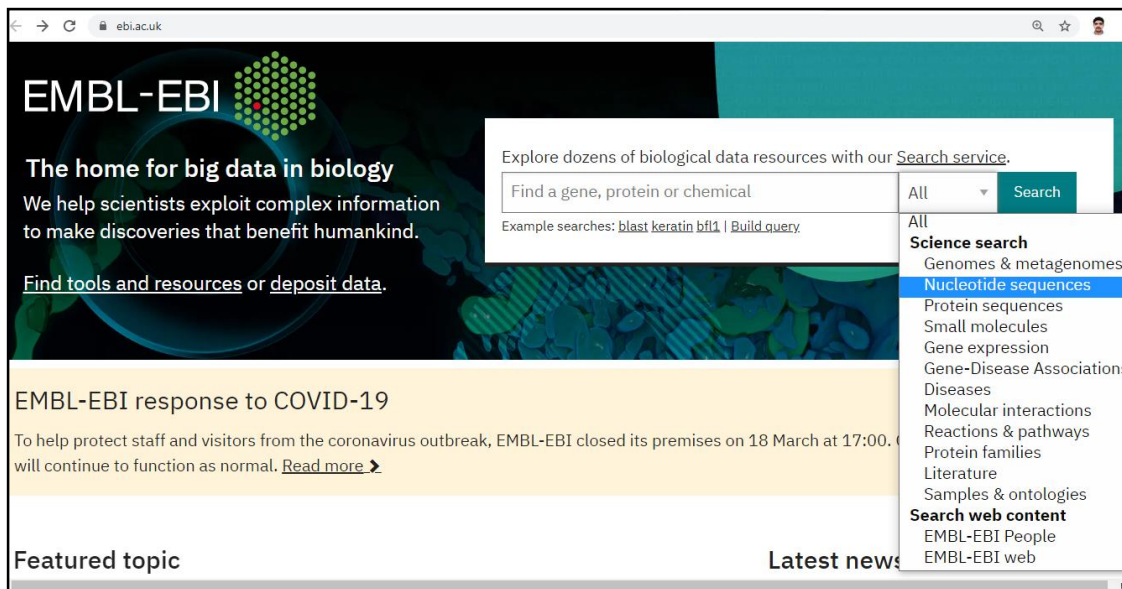 ebi.ac.uk
EMBL-EBI
The home for big data in biology
We help scientists exploit complex information
to make discoveries that benefit humankind.
Find tools and resources or deposit data.
Explore dozens of biological data resources with our Search service.
Find a gene, protein or chemical
All
Search
Example searches: blast keratin bfl1 | Build query
All
Science search
Genomes & metagenomes
Nucleotide sequences
Protein sequences
Small molecules
Gene expression
Gene-Disease Associations
Diseases
Molecular interactions
Reactions & pathways
Protein families
Literature
Samples & ontologies
Search web content
EMBL-EBI People
EMBL-EBI web
EMBL-EBI response to COVID-19
To help protect staff and visitors from the coronavirus outbreak, EMBL-EBI closed its premises on 18 March at 17:00.
will continue to function as normal. Read more
Featured topic
Latest news